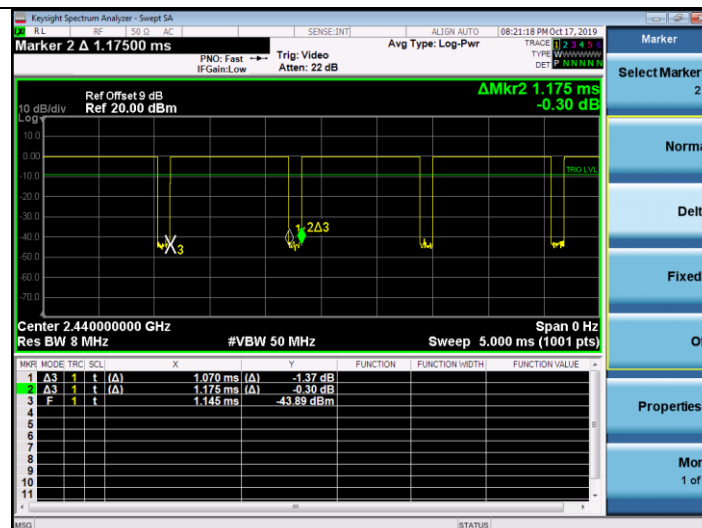 Keysight Spectrum Analyzer - Swept SA
RL RF 50 Ω AC SENSE:INT ALIGN AUTO 08:21:18 PM Oct 17, 2019
Marker 2 Δ 1.17500 ms
PNO: Fast Trig: Video Avg Type: Log-Pwr TRACE 1 2 3 4 5 6
IFGain:Low Atten: 22 dB TYPE WWWWWW
DET P NNNNN
Marker
Select Marker
2
ΔMkr2 1.175 ms
-0.30 dB
Ref Offset 9 dB
10 dB/div Ref 20.00 dBm
Log
10.0
0.00
TRIG LVL
-10.0
-20.0
-30.0
-40.0
1 2Δ3
3
-50.0
-60.0
-70.0
Norma
Delt
Fixed
Of
Properties
Mor
1 of
Center 2.440000000 GHz Span 0 Hz
Res BW 8 MHz #VBW 50 MHz Sweep 5.000 ms (1001 pts)
MKR MODE TRC SCL X Y FUNCTION FUNCTION WIDTH FUNCTION VALUE
1 Δ3 1 t (Δ) 1.070 ms (Δ) -1.37 dB
2 Δ3 1 t (Δ) 1.175 ms (Δ) -0.30 dB
3 F 1 t 1.145 ms -43.89 dBm
4
5
6
7
8
9
10
11
MSG STATUS